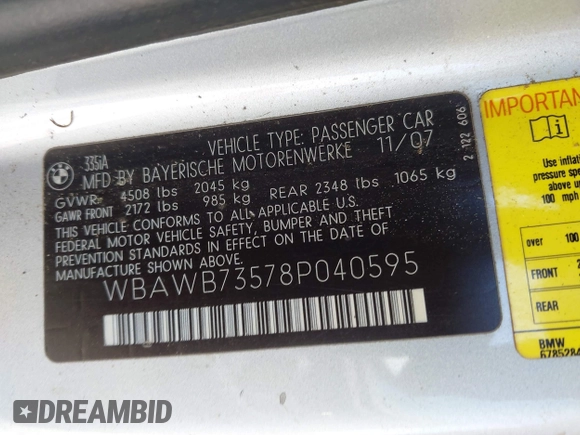 335iA
VEHICLE TYPE: PASSENGER CAR
MFD BY BAYERISCHE MOTORENWERKE 11/07
GVWR 4508 lbs 2045 kg
GAWR FRONT 2172 lbs 985 kg REAR 2348 lbs 1065 kg
THIS VEHICLE CONFORMS TO ALL APPLICABLE U.S.
FEDERAL MOTOR VEHICLE SAFETY, BUMPER AND THEFT
PREVENTION STANDARDS IN EFFECT ON THE DATE OF
MANUFACTURE SHOWN ABOVE.
WBAWB73578P040595
2 122 606
IMPORTAN
Use inflat
pressure spe
above
100 mph
over 100
FRONT 2
REAR
BMW
6785284
DREAMBID